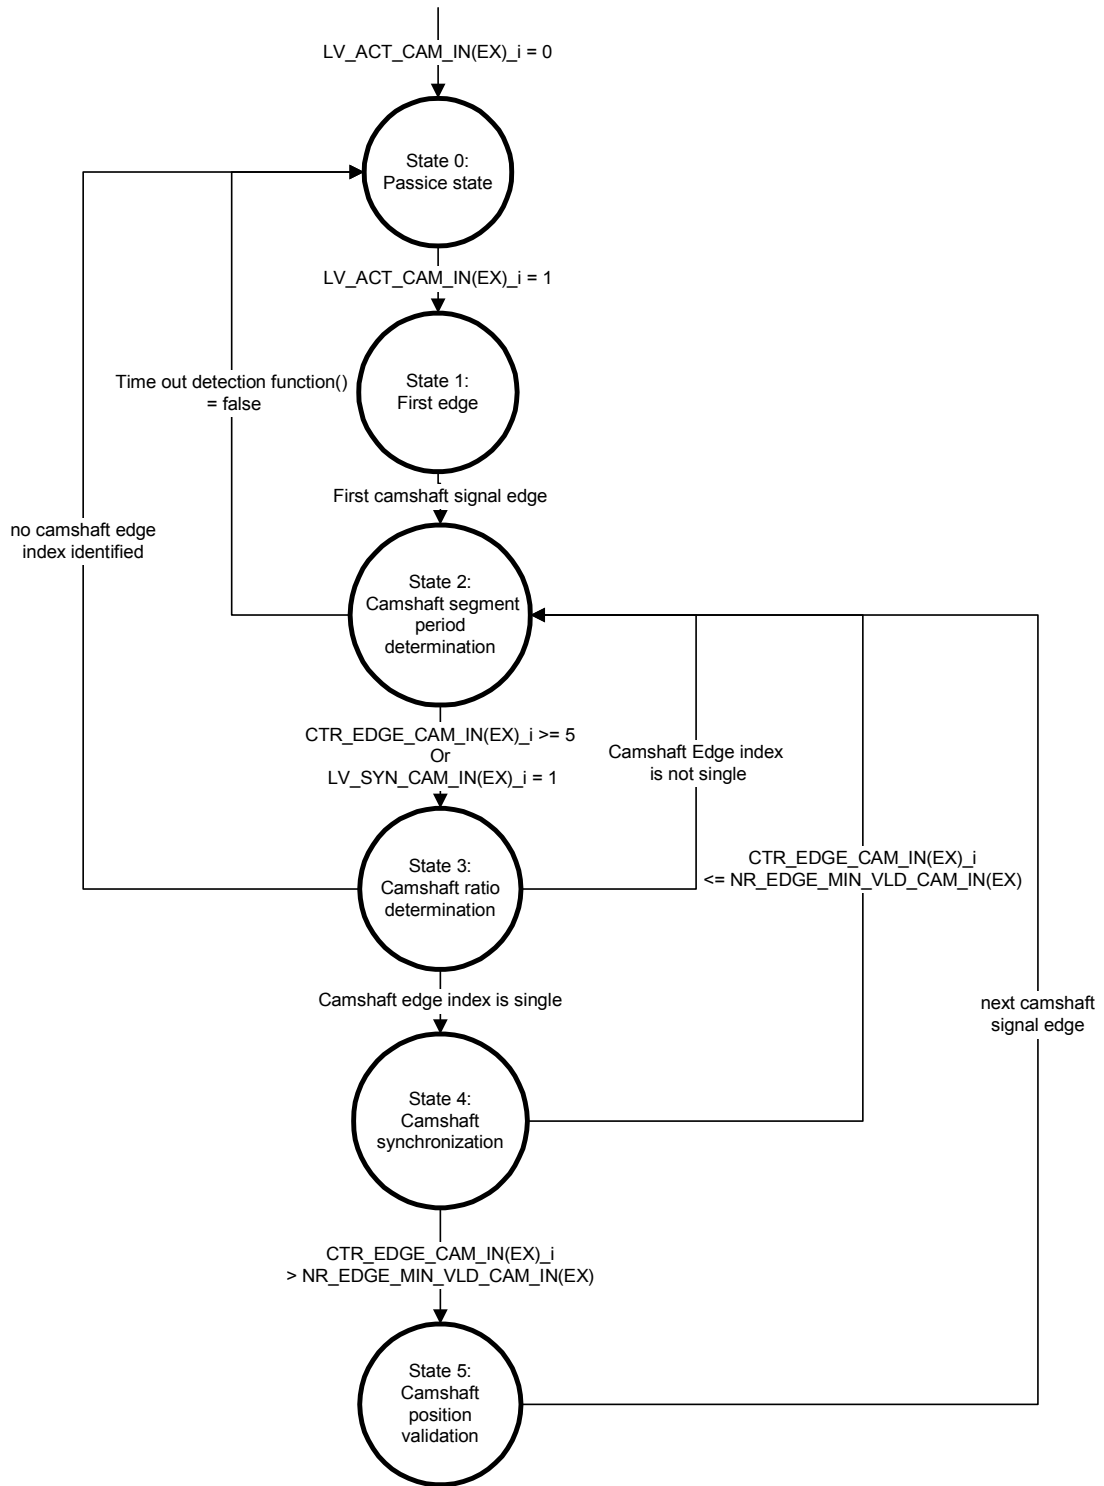 LV_ACT_CAM_IN(EX)_i = 0
State 0:
Passice state
LV_ACT_CAM_IN(EX)_i = 1
Time out detection function()
= false
State 1:
First edge
First camshaft signal edge
no camshaft edge
index identified
State 2:
Camshaft segment
period
determination
CTR_EDGE_CAM_IN(EX)_i >= 5
Or
LV_SYN_CAM_IN(EX)_i = 1
Camshaft Edge index
is not single
State 3:
Camshaft ratio
determination
CTR_EDGE_CAM_IN(EX)_i
<= NR_EDGE_MIN_VLD_CAM_IN(EX)
Camshaft edge index is single
next camshaft
signal edge
State 4:
Camshaft
synchronization
CTR_EDGE_CAM_IN(EX)_i
> NR_EDGE_MIN_VLD_CAM_IN(EX)
State 5:
Camshaft
position
validation